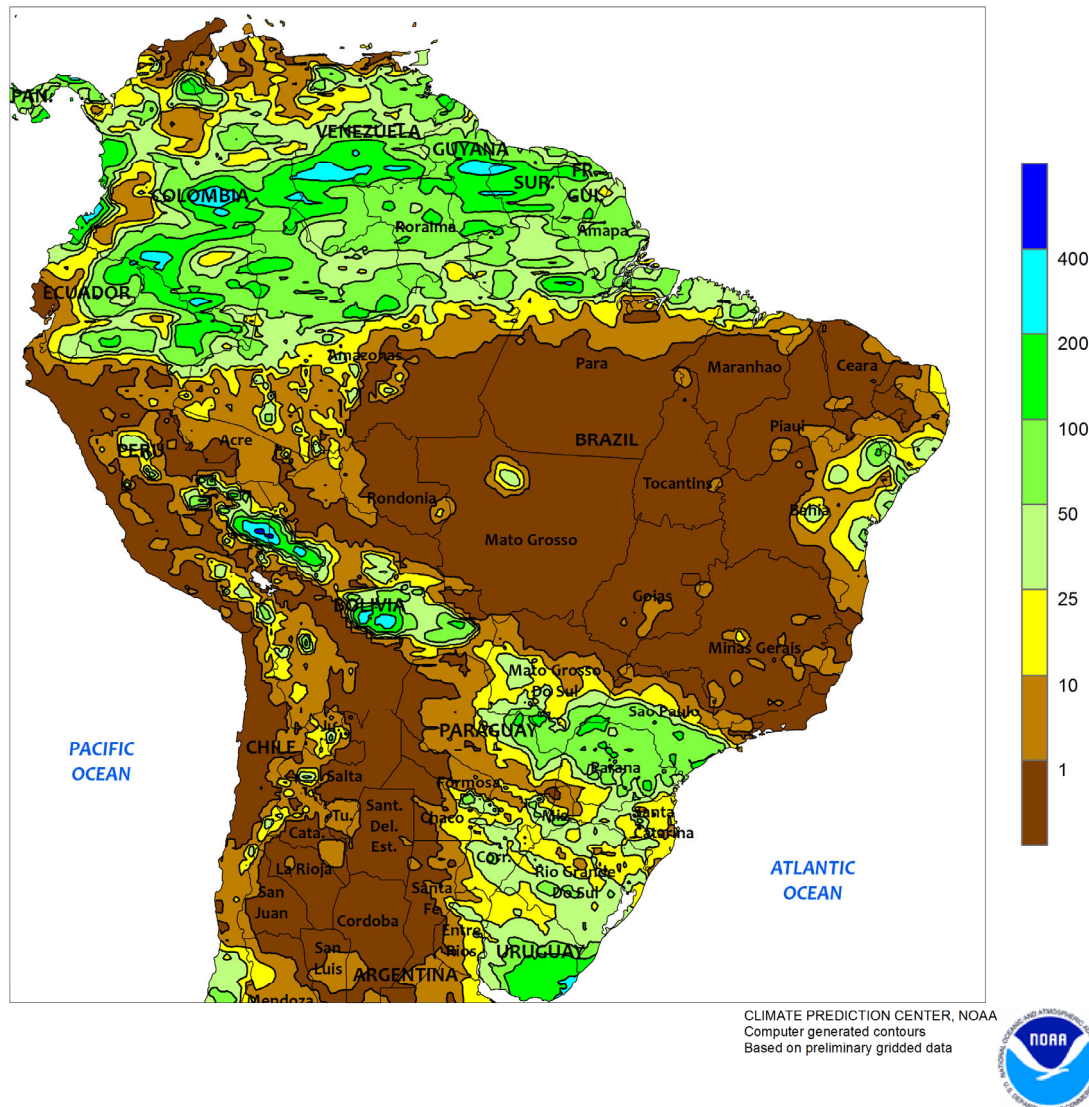 PAN.
VENEZUELA
GUYANA
SUR.
FR.
GUI.
COLOMBIA
Roraima
Amapa
ECUADOR
Amazonas
Para
Maranhao
Ceara
Piaui
PERU
Acre
BRAZIL
Tocantins
Rondonia
Bahia
Mato Grosso
BOLIVIA
Goias
Minas Gerais
Mato Grosso
Do Sul
Sao Paulo
PARAGUAY
CHILE
Parana
Salta
Formosa
Sant.
Del.
Est.
Tu.
Chaco
Mis.
Santa
Catarina
Cata.
Corr.
La Rioja
Rio Grande
Do Sul
San
Juan
Santa
Fe
Cordoba
Entre
Rios
URUGUAY
San
Luis
ARGENTINA
Mendoza
PACIFIC
OCEAN
ATLANTIC
OCEAN
400
200
100
50
25
10
1
CLIMATE PREDICTION CENTER, NOAA
Computer generated contours
Based on preliminary gridded data
NOAA